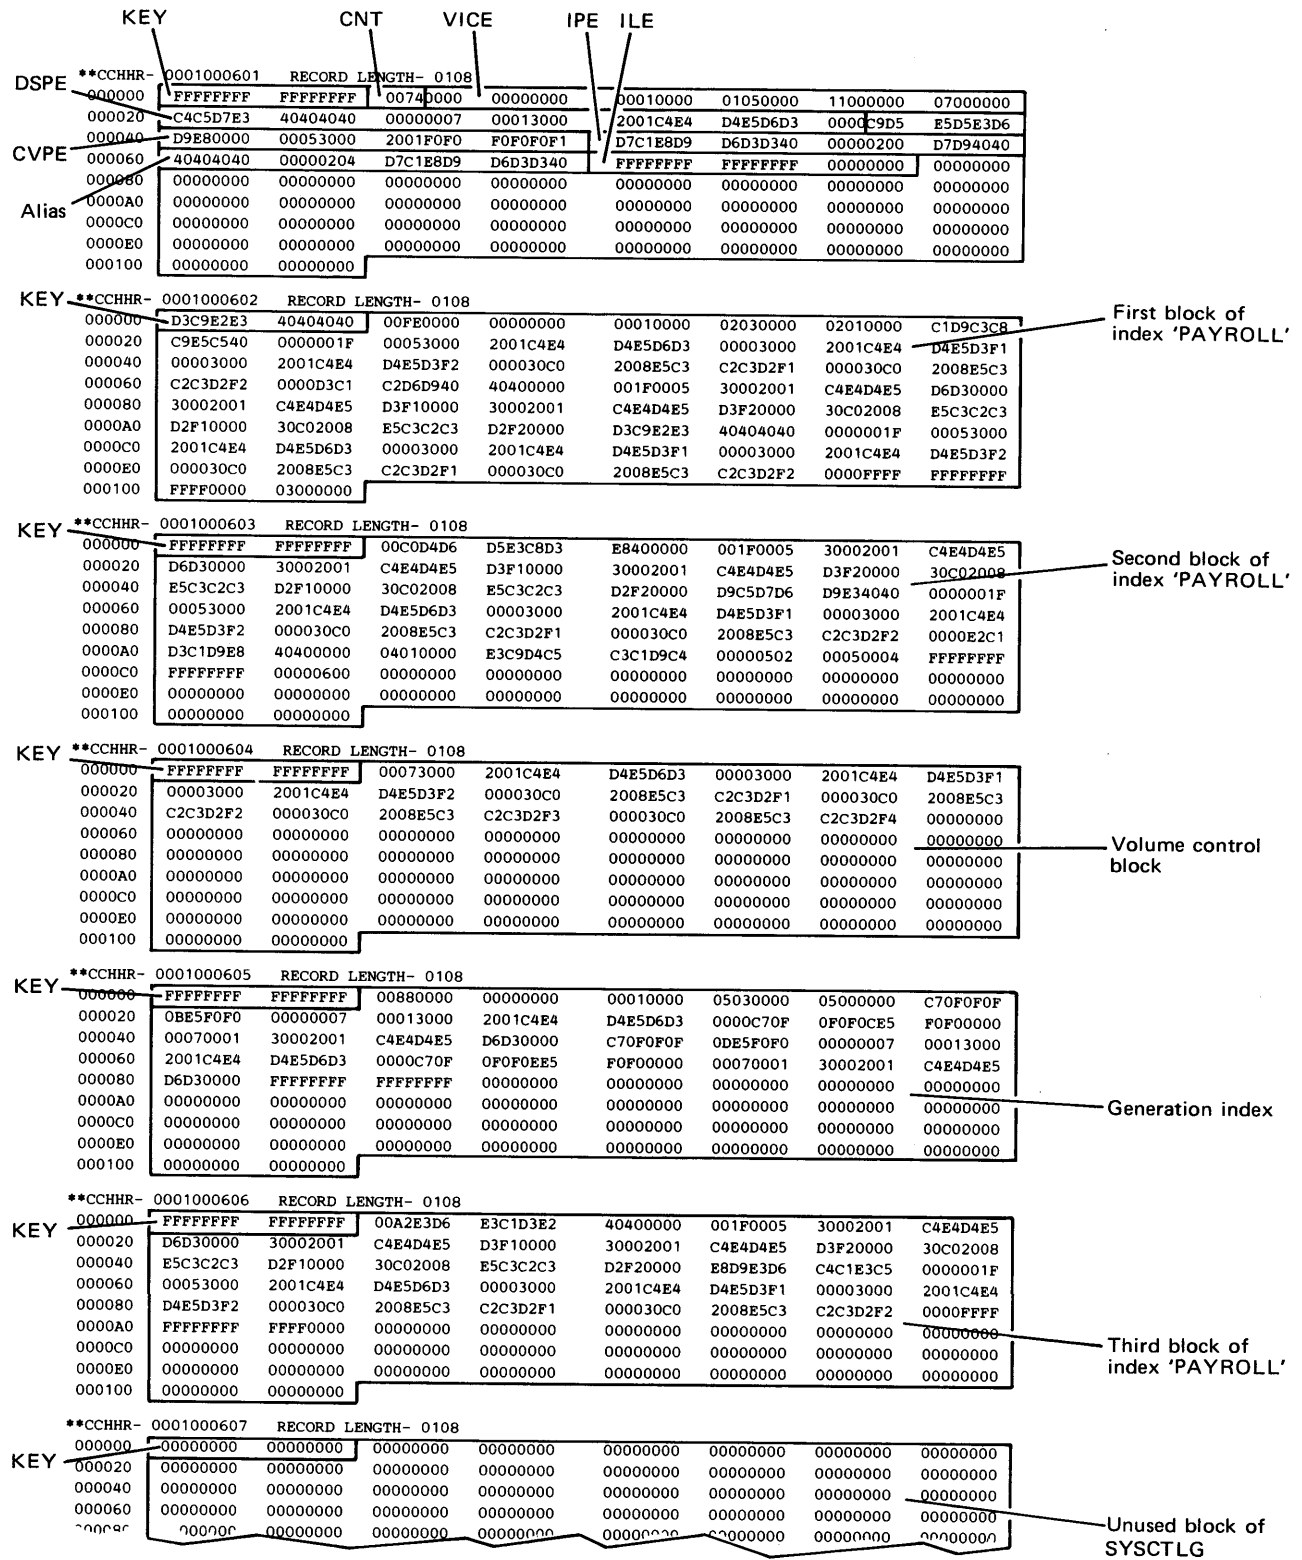 KEY CNT VICE IPE ILE
**CCHHR- 0001000601 RECORD LENGTH- 0108
DSPE
000000 FFFFFFFF FFFFFFFF 00740000 00000000 00010000 01050000 11000000 07000000
000020 C4C5D7E3 40404040 00000007 00013000 2001C4E4 D4E5D6D3 0000C9D5 E5D5E3D6
000040 D9E80000 00053000 2001F0F0 F0F0F0F1 D7C1E8D9 D6D3D340 00000200 D7D94040
CVPE
000060 40404040 00000204 D7C1E8D9 D6D3D340 FFFFFFFF FFFFFFFF 00000000 00000000
000080 00000000 00000000 00000000 00000000 00000000 00000000 00000000 00000000
0000A0 00000000 00000000 00000000 00000000 00000000 00000000 00000000 00000000
Alias
0000C0 00000000 00000000 00000000 00000000 00000000 00000000 00000000 00000000
0000E0 00000000 00000000 00000000 00000000 00000000 00000000 00000000 00000000
000100 00000000 00000000
KEY **CCHHR- 0001000602 RECORD LENGTH- 0108
000000 D3C9E2E3 40404040 00FE0000 00000000 00010000 02030000 02010000 C1D9C3C8
First block of
index 'PAYROLL'
000020 C9E5C540 0000001F 00053000 2001C4E4 D4E5D6D3 00003000 2001C4E4 D4E5D3F1
000040 00003000 2001C4E4 D4E5D3F2 000030C0 2008E5C3 C2C3D2F1 000030C0 2008E5C3
000060 C2C3D2F2 0000D3C1 C2D6D940 40400000 001F0005 30002001 C4E4D4E5 D6D30000
000080 30002001 C4E4D4E5 D3F10000 30002001 C4E4D4E5 D3F20000 30C02008 E5C3C2C3
0000A0 D2F10000 30C02008 E5C3C2C3 D2F20000 D3C9E2E3 40404040 0000001F 00053000
0000C0 2001C4E4 D4E5D6D3 00003000 2001C4E4 D4E5D3F1 00003000 2001C4E4 D4E5D3F2
0000E0 000030C0 2008E5C3 C2C3D2F1 000030C0 2008E5C3 C2C3D2F2 0000FFFF FFFFFFFF
000100 FFFF0000 03000000
KEY **CCHHR- 0001000603 RECORD LENGTH- 0108
000000 FFFFFFFF FFFFFFFF 00C0D4D6 D5E3C8D3 E8400000 001F0005 30002001 C4E4D4E5
Second block of
index 'PAYROLL'
000020 D6D30000 30002001 C4E4D4E5 D3F10000 30002001 C4E4D4E5 D3F20000 30C02008
000040 E5C3C2C3 D2F10000 30C02008 E5C3C2C3 D2F20000 D9C5D7D6 D9E34040 0000001F
000060 00053000 2001C4E4 D4E5D6D3 00003000 2001C4E4 D4E5D3F1 00003000 2001C4E4
000080 D4E5D3F2 000030C0 2008E5C3 C2C3D2F1 000030C0 2008E5C3 C2C3D2F2 0000E2C1
0000A0 D3C1D9E8 40400000 04010000 E3C9D4C5 C3C1D9C4 00000502 00050004 FFFFFFFF
0000C0 FFFFFFFF 00000600 00000000 00000000 00000000 00000000 00000000 00000000
0000E0 00000000 00000000 00000000 00000000 00000000 00000000 00000000 00000000
000100 00000000 00000000
KEY **CCHHR- 0001000604 RECORD LENGTH- 0108
000000 FFFFFFFF FFFFFFFF 00073000 2001C4E4 D4E5D6D3 00003000 2001C4E4 D4E5D3F1
000020 00003000 2001C4E4 D4E5D3F2 000030C0 2008E5C3 C2C3D2F1 000030C0 2008E5C3
000040 C2C3D2F2 000030C0 2008E5C3 C2C3D2F3 000030C0 2008E5C3 C2C3D2F4 00000000
000060 00000000 00000000 00000000 00000000 00000000 00000000 00000000 00000000
Volume control
block
000080 00000000 00000000 00000000 00000000 00000000 00000000 00000000 00000000
0000A0 00000000 00000000 00000000 00000000 00000000 00000000 00000000 00000000
0000C0 00000000 00000000 00000000 00000000 00000000 00000000 00000000 00000000
0000E0 00000000 00000000 00000000 00000000 00000000 00000000 00000000 00000000
000100 00000000 00000000
**CCHHR- 0001000605 RECORD LENGTH- 0108
KEY
000000 FFFFFFFF FFFFFFFF 00880000 00000000 00010000 05030000 05000000 C70F0F0F
000020 0BE5F0F0 00000007 00013000 2001C4E4 D4E5D6D3 0000C70F 0F0F0CE5 F0F00000
000040 00070001 30002001 C4E4D4E5 D6D30000 C70F0F0F 0DE5F0F0 00000007 00013000
000060 2001C4E4 D4E5D6D3 0000C70F 0F0F0EE5 F0F00000 00070001 30002001 C4E4D4E5
000080 D6D30000 FFFFFFFF FFFFFFFF 00000000 00000000 00000000 00000000 00000000
0000A0 00000000 00000000 00000000 00000000 00000000 00000000 00000000 00000000
Generation index
0000C0 00000000 00000000 00000000 00000000 00000000 00000000 00000000 00000000
0000E0 00000000 00000000 00000000 00000000 00000000 00000000 00000000 00000000
000100 00000000 00000000
**CCHHR- 0001000606 RECORD LENGTH- 0108
KEY
000000 FFFFFFFF FFFFFFFF 00A2E3D6 E3C1D3E2 40400000 001F0005 30002001 C4E4D4E5
000020 D6D30000 30002001 C4E4D4E5 D3F10000 30002001 C4E4D4E5 D3F20000 30C02008
000040 E5C3C2C3 D2F10000 30C02008 E5C3C2C3 D2F20000 E8D9E3D6 C4C1E3C5 0000001F
000060 00053000 2001C4E4 D4E5D6D3 00003000 2001C4E4 D4E5D3F1 00003000 2001C4E4
000080 D4E5D3F2 000030C0 2008E5C3 C2C3D2F1 000030C0 2008E5C3 C2C3D2F2 0000FFFF
0000A0 FFFFFFFF FFFF0000 00000000 00000000 00000000 00000000 00000000 00000000
Third block of
index 'PAYROLL'
0000C0 00000000 00000000 00000000 00000000 00000000 00000000 00000000 00000000
0000E0 00000000 00000000 00000000 00000000 00000000 00000000 00000000 00000000
000100 00000000 00000000
**CCHHR- 0001000607 RECORD LENGTH- 0108
KEY
000000 00000000 00000000 00000000 00000000 00000000 00000000 00000000 00000000
000020 00000000 00000000 00000000 00000000 00000000 00000000 00000000 00000000
000040 00000000 00000000 00000000 00000000 00000000 00000000 00000000 00000000
000060 00000000 00000000 00000000 00000000 00000000 00000000 00000000 00000000
Unused block of
SYSCTLG